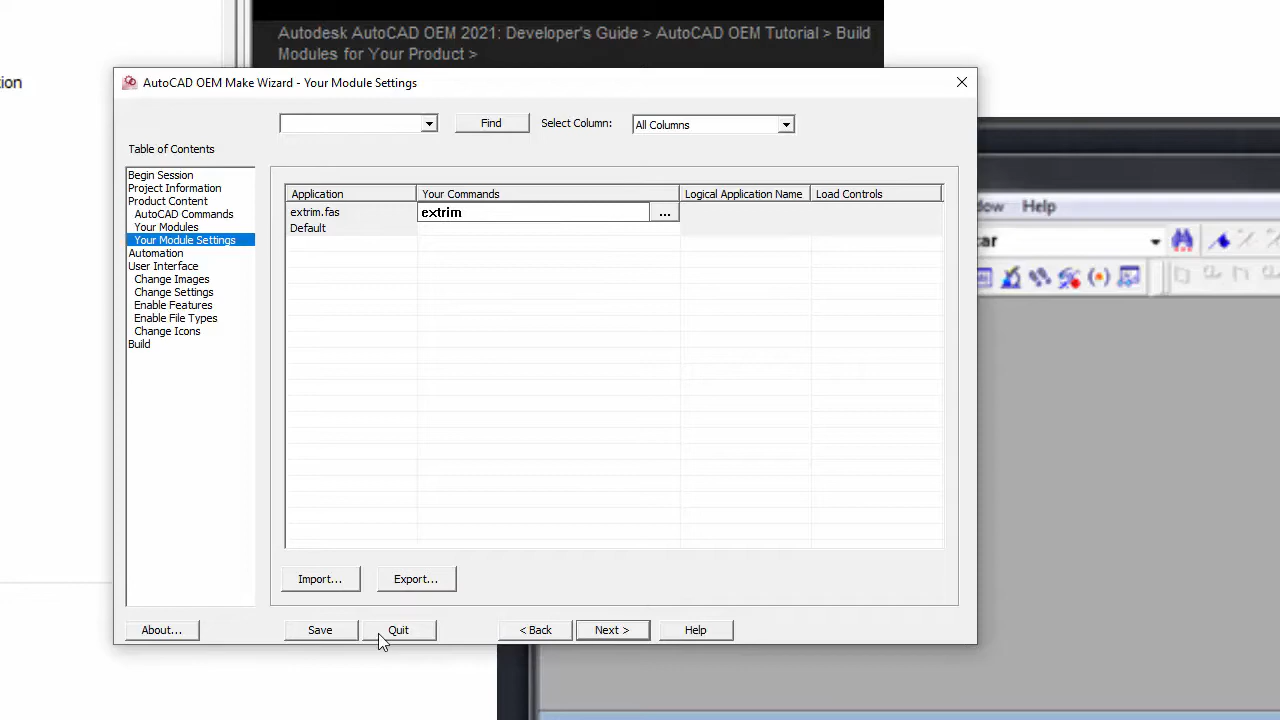 Autodesk AutoCAD OEM 2021: Developer's Guide > AutoCAD OEM Tutorial > Build
Modules for Your Product >
AutoCAD OEM Make Wizard - Your Module Settings
Find
Select Column:
All Columns
Table of Contents
Begin Session
Project Information
Product Content
AutoCAD Commands
Your Modules
Your Module Settings
Automation
User Interface
Change Images
Change Settings
Enable Features
Enable File Types
Change Icons
Build
Application Your Commands Logical Application Name Load Controls
extrim.fas extrim ...
Default
Import... Export...
About... Save Quit < Back Next > Help
Help